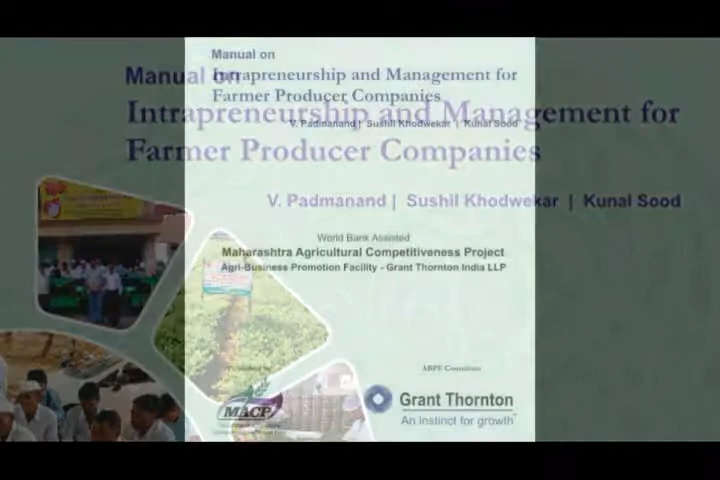 Manual on
Intrapreneurship and Management for
Farmer Producer Companies
V. Padmanand | Sushil Khodwekar | Kunal Sood
Manual on
Intrapreneurship and Management for
Farmer Producer Companies
V. Padmanand | Sushil Khodwekar | Kunal Sood
World Bank Assisted
Maharashtra Agricultural Competitiveness Project
Agri-Business Promotion Facility - Grant Thornton India LLP
ABPF Consultant
MACP
Grant Thornton
An instinct for growth